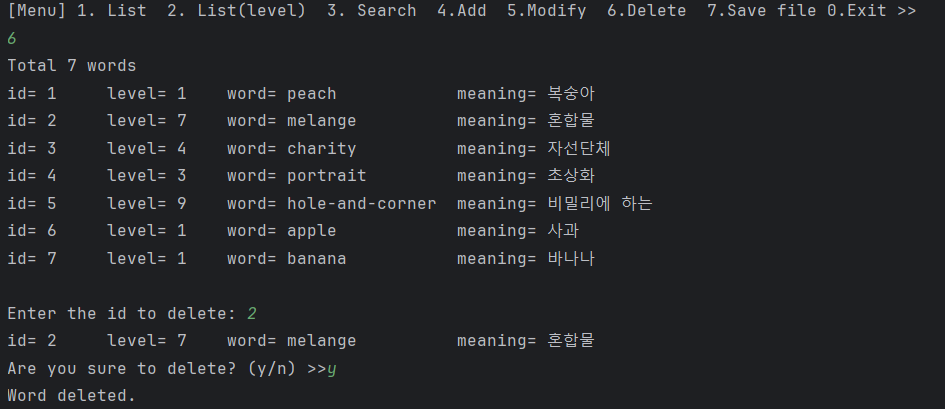 [Menu] 1. List  2. List(level)  3. Search  4.Add  5.Modify  6.Delete  7.Save file 0.Exit >>
6
Total 7 words
id= 1     level= 1    word= peach            meaning= 복숭아
id= 2     level= 7    word= melange          meaning= 혼합물
id= 3     level= 4    word= charity          meaning= 자선단체
id= 4     level= 3    word= portrait         meaning= 초상화
id= 5     level= 9    word= hole-and-corner  meaning= 비밀리에 하는
id= 6     level= 1    word= apple            meaning= 사과
id= 7     level= 1    word= banana           meaning= 바나나
Enter the id to delete: 2
id= 2     level= 7    word= melange          meaning= 혼합물
Are you sure to delete? (y/n) >>y
Word deleted.